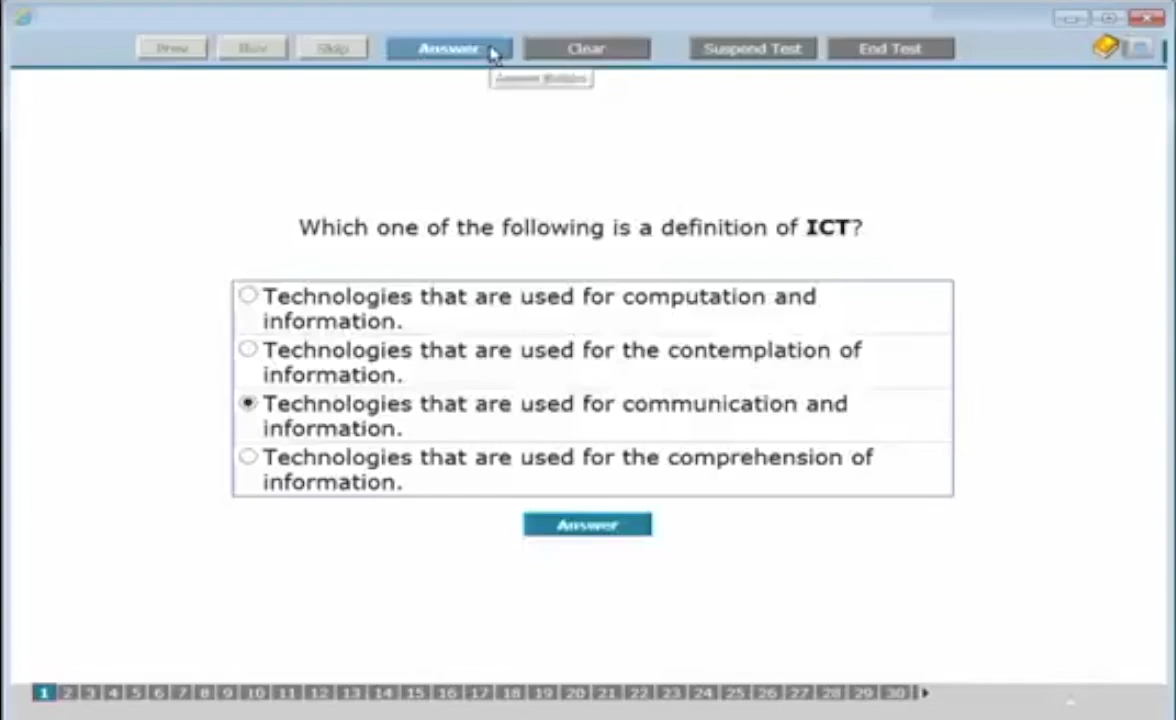 Answer Clear Suspend Test End Test
Which one of the following is a definition of ICT?
Technologies that are used for computation and
information.
Technologies that are used for the contemplation of
information.
Technologies that are used for communication and
information.
Technologies that are used for the comprehension of
information.
Answer
1 2 3 4 5 6 7 8 9 10 11 12 13 14 15 16 17 18 19 20 21 22 23 24 25 26 27 28 29 30